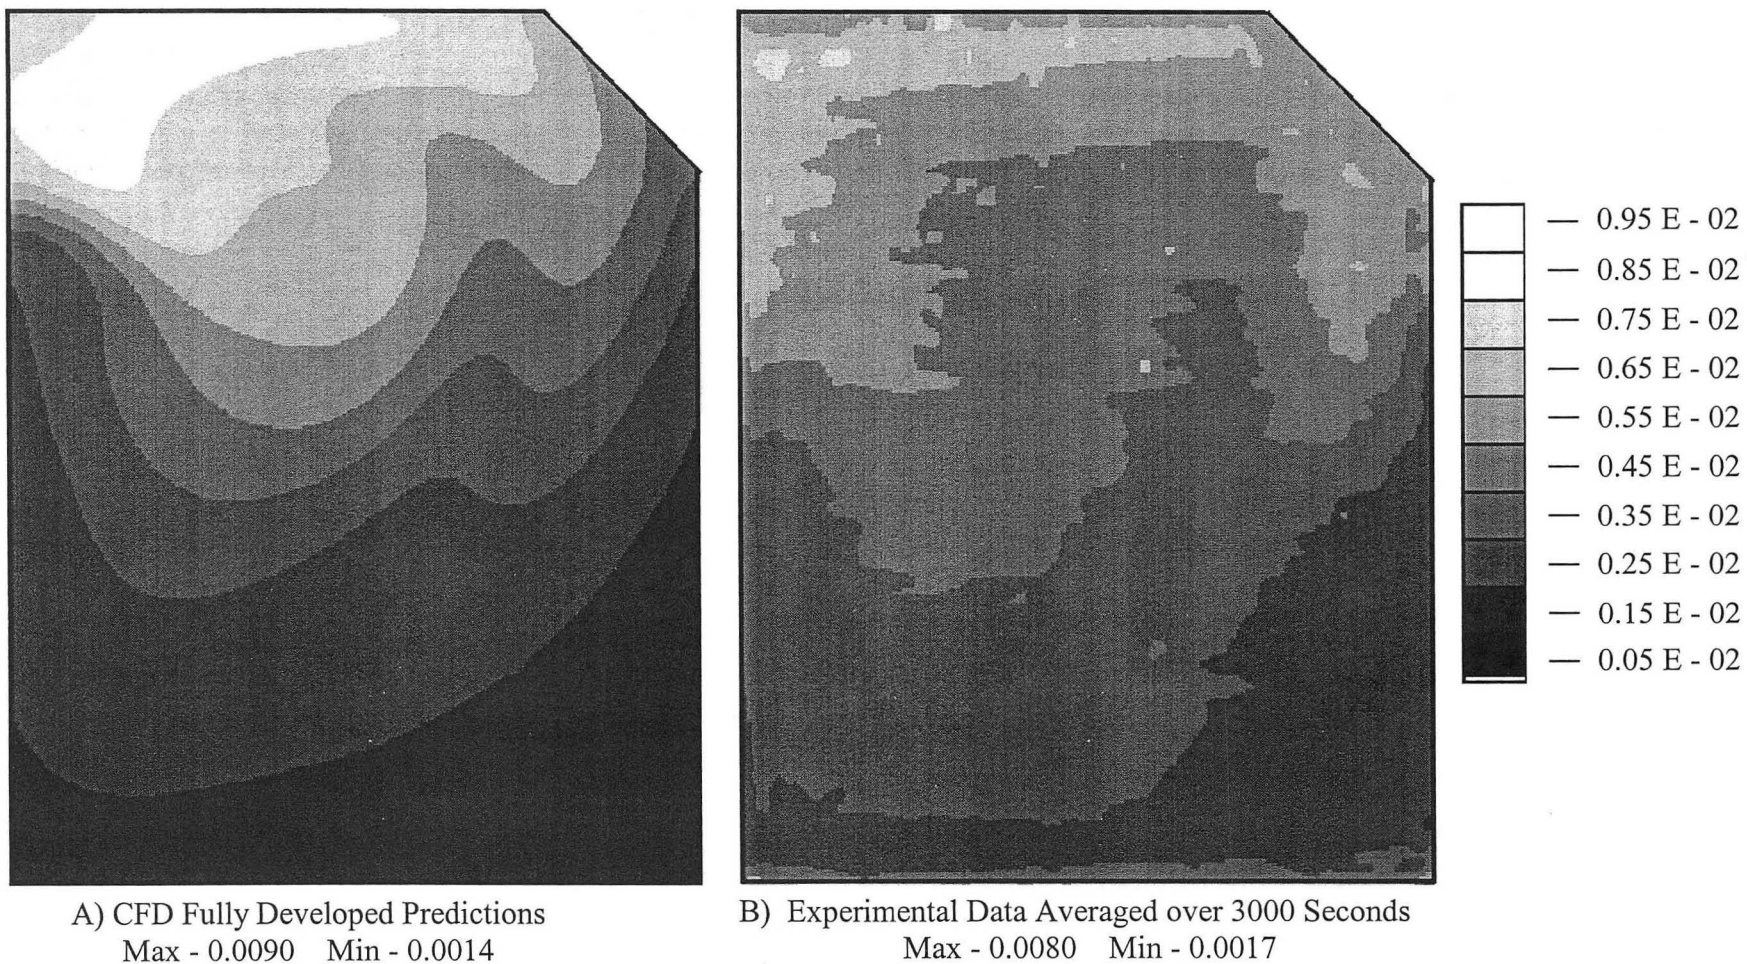 — 0.95 E - 02
— 0.85 E - 02
— 0.75 E - 02
— 0.65 E - 02
— 0.55 E - 02
— 0.45 E - 02
— 0.35 E - 02
— 0.25 E - 02
— 0.15 E - 02
— 0.05 E - 02
A) CFD Fully Developed Predictions
Max - 0.0090 Min - 0.0014
B) Experimental Data Averaged over 3000 Seconds
Max - 0.0080 Min - 0.0017